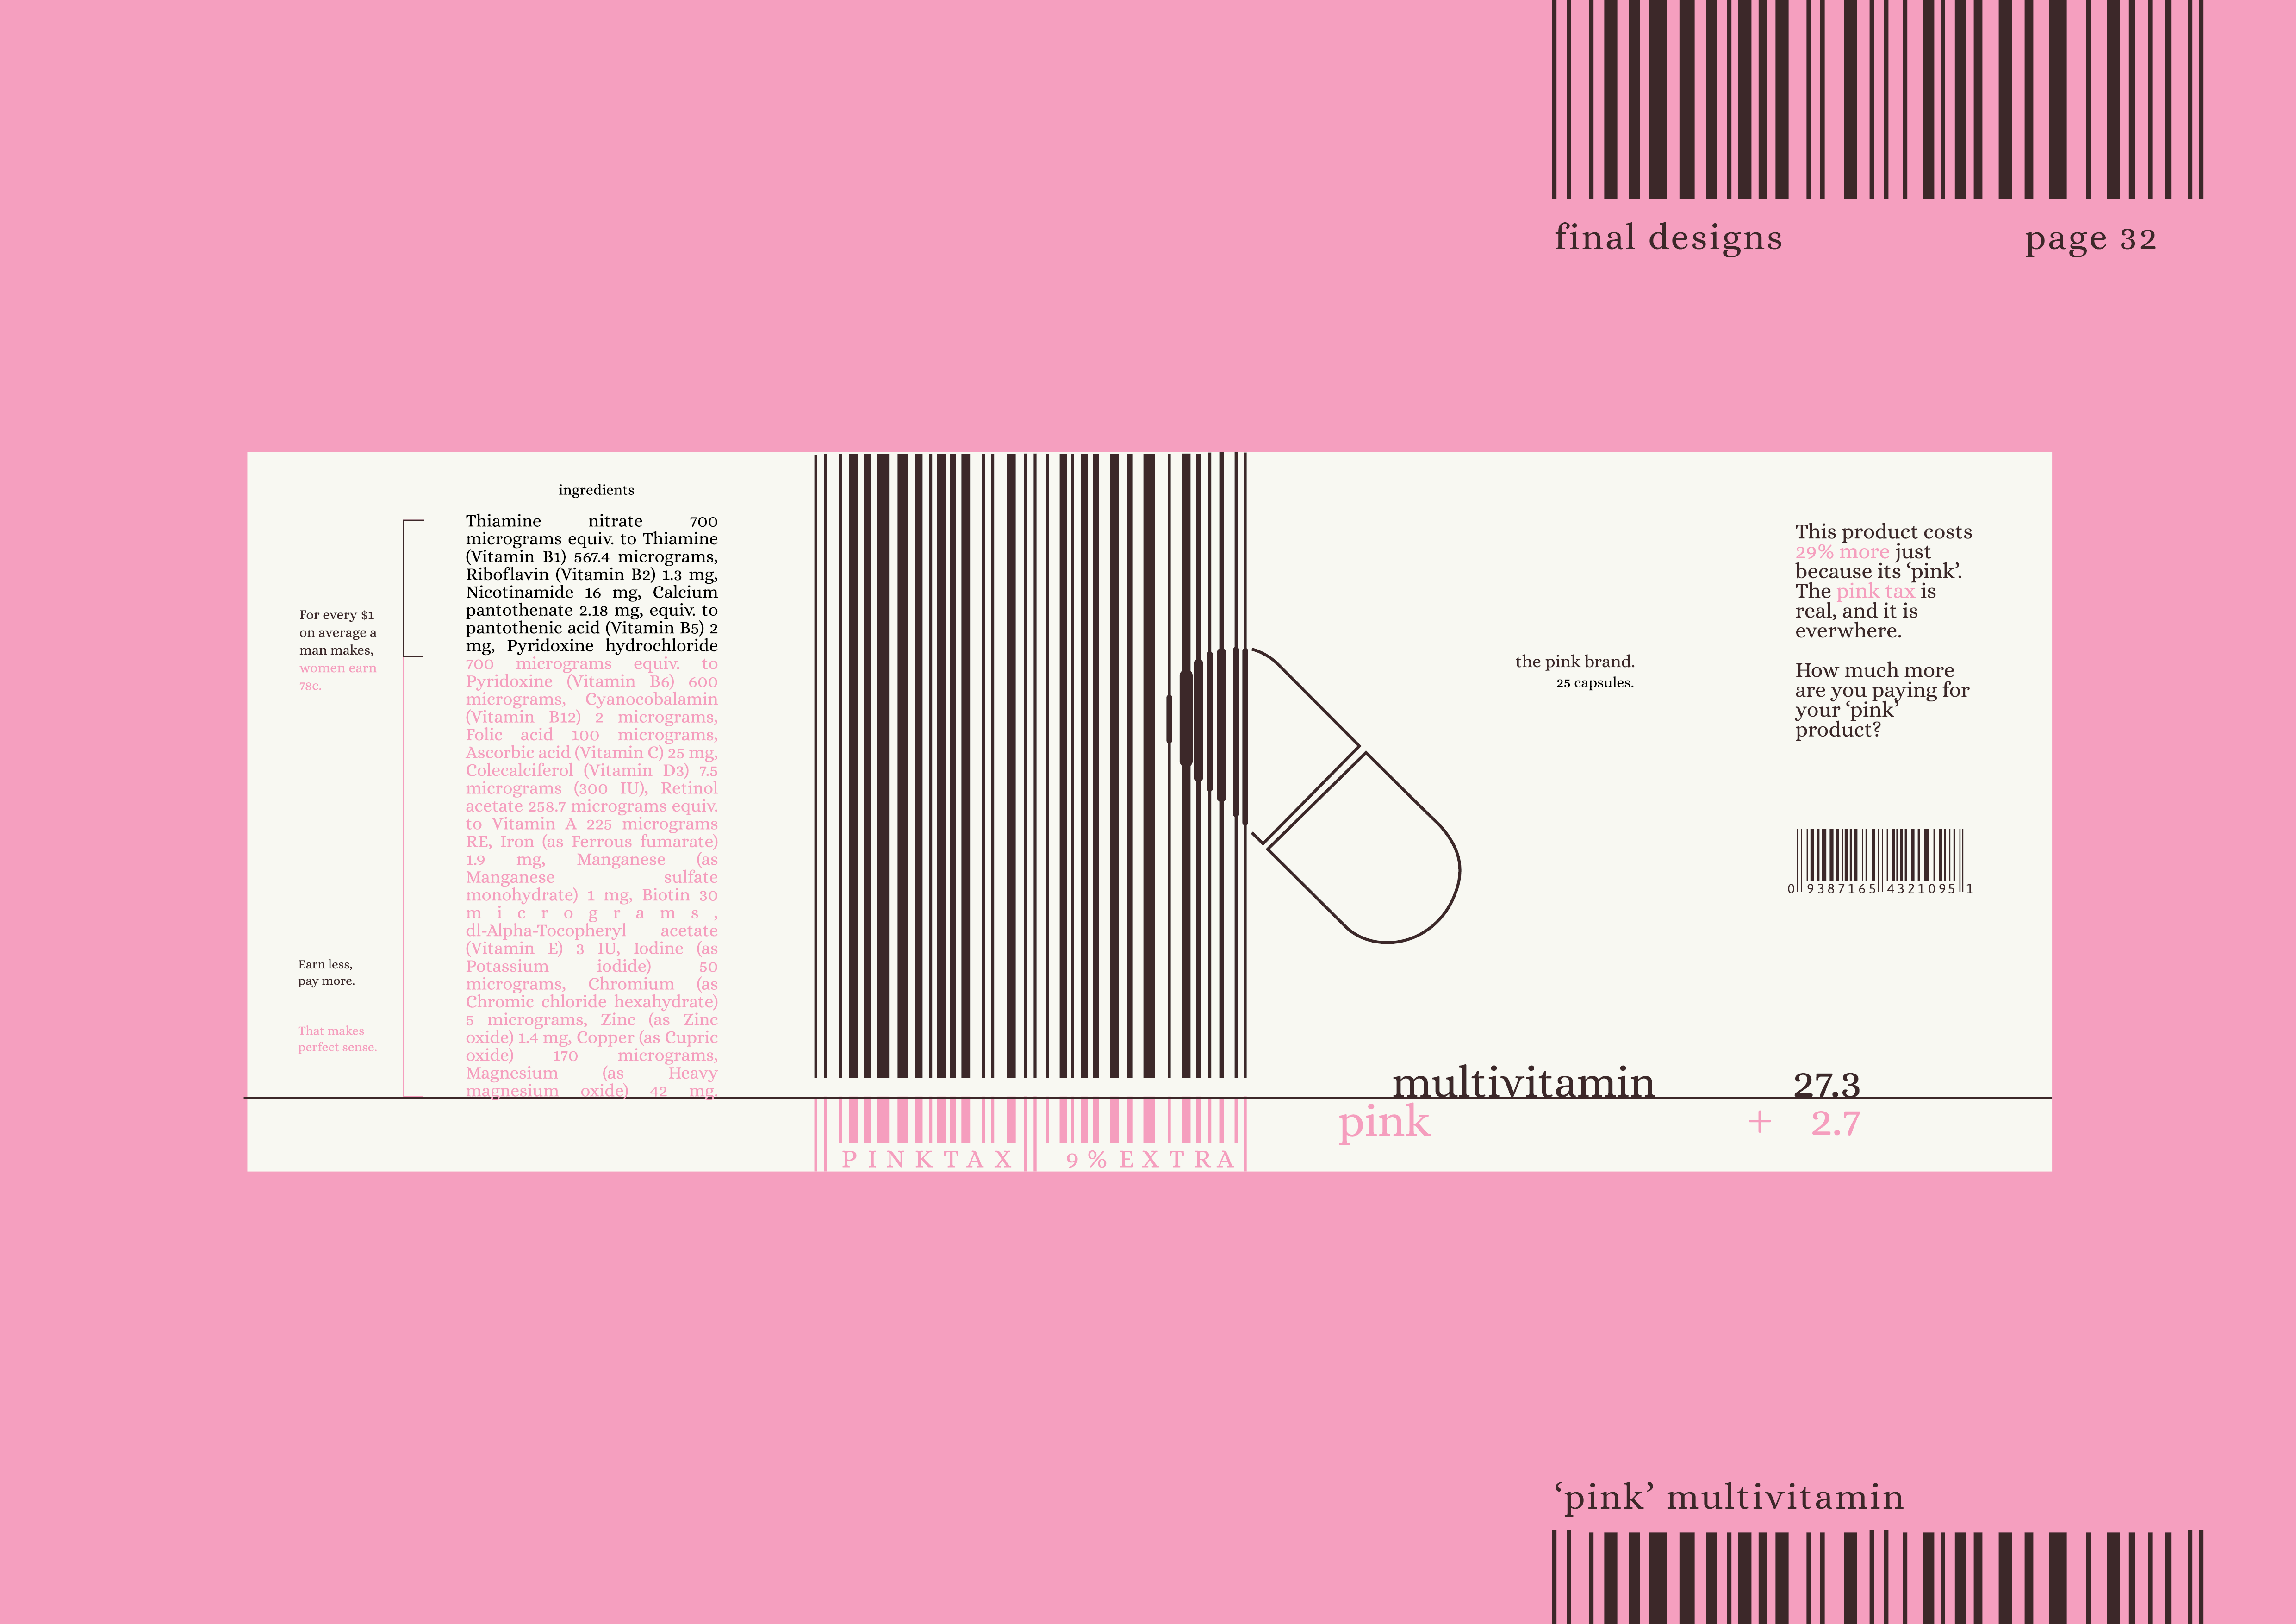 final designs page 32
For every $1
on average a
man makes,
women earn
78c.
Earn less,
pay more.
That makes
perfect sense.
ingredients
Thiamine nitrate 700
micrograms equiv. to Thiamine
(Vitamin B1) 567.4 micrograms,
Riboflavin (Vitamin B2) 1.3 mg,
Nicotinamide 16 mg, Calcium
pantothenate 2.18 mg, equiv. to
pantothenic acid (Vitamin B5) 2
mg, Pyridoxine hydrochloride
700 micrograms equiv. to
Pyridoxine (Vitamin B6) 600
micrograms, Cyanocobalamin
(Vitamin B12) 2 micrograms,
Folic acid 100 micrograms,
Ascorbic acid (Vitamin C) 25 mg,
Colecalciferol (Vitamin D3) 7.5
micrograms (300 IU), Retinol
acetate 258.7 micrograms equiv.
to Vitamin A 225 micrograms
RE, Iron (as Ferrous fumarate)
1.9 mg, Manganese (as
Manganese sulfate
monohydrate) 1 mg, Biotin 30
micrograms,
dl-Alpha-Tocopheryl acetate
(Vitamin E) 3 IU, Iodine (as
Potassium iodide) 50
micrograms, Chromium (as
Chromic chloride hexahydrate)
5 micrograms, Zinc (as Zinc
oxide) 1.4 mg, Copper (as Cupric
oxide) 170 micrograms,
Magnesium (as Heavy
magnesium oxide) 42 mg.
PINKTAX 9%EXTRA
the pink brand.
25 capsules.
multivitamin 27.3
pink + 2.7
This product costs
29% more just
because its ‘pink’.
The pink tax is
real, and it is
everwhere.
How much more
are you paying for
your ‘pink’
product?
0 9387165 4321095 1
‘pink’ multivitamin